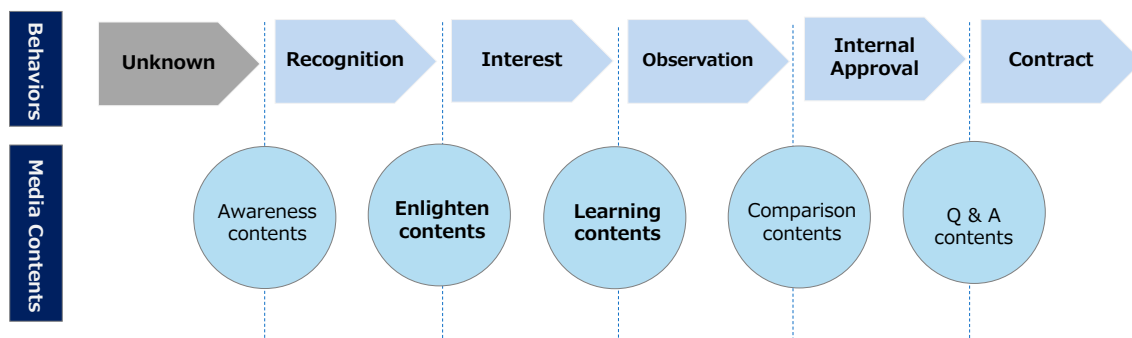 Behaviors
Unknown
Recognition
Interest
Observation
Internal
Approval
Contract
Media Contents
Awareness
contents
Enlighten
contents
Learning
contents
Comparison
contents
Q & A
contents